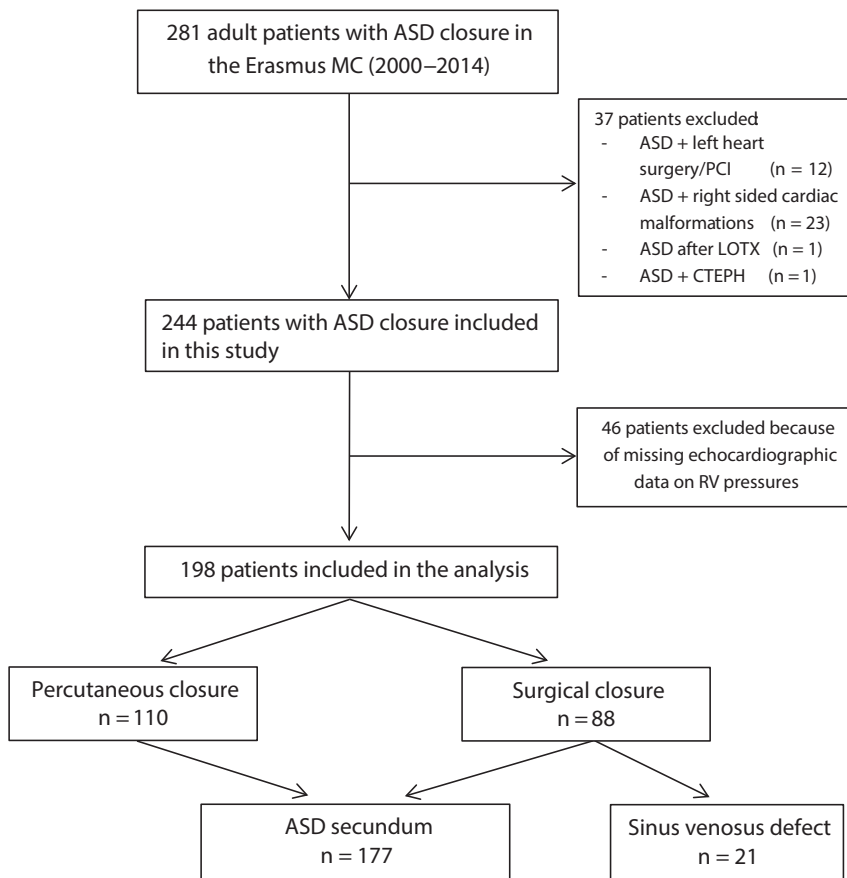 281 adult patients with ASD closure in
the Erasmus MC (2000–2014)
37 patients excluded:
- ASD + left heart
surgery/PCI (n = 12)
- ASD + right sided cardiac
malformations (n = 23)
- ASD after LOTX (n = 1)
- ASD + CTEPH (n = 1)
244 patients with ASD closure included
in this study
46 patients excluded because
of missing echocardiographic
data on RV pressures
198 patients included in the analysis
Percutaneous closure
n = 110
Surgical closure
n = 88
ASD secundum
n = 177
Sinus venosus defect
n = 21